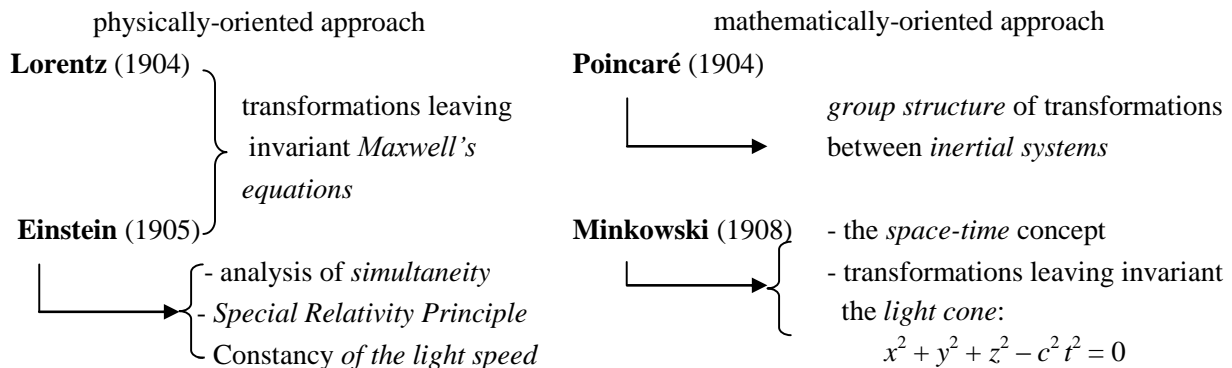 physically-oriented approach
Lorentz (1904)
transformations leaving
invariant Maxwell's
equations
Einstein (1905)
- analysis of simultaneity
- Special Relativity Principle
- Constancy of the light speed
mathematically-oriented approach
Poincaré (1904)
group structure of transformations
between inertial systems
Minkowski (1908)
- the space-time concept
- transformations leaving invariant
the light cone:
x² + y² + z² – c² t² = 0